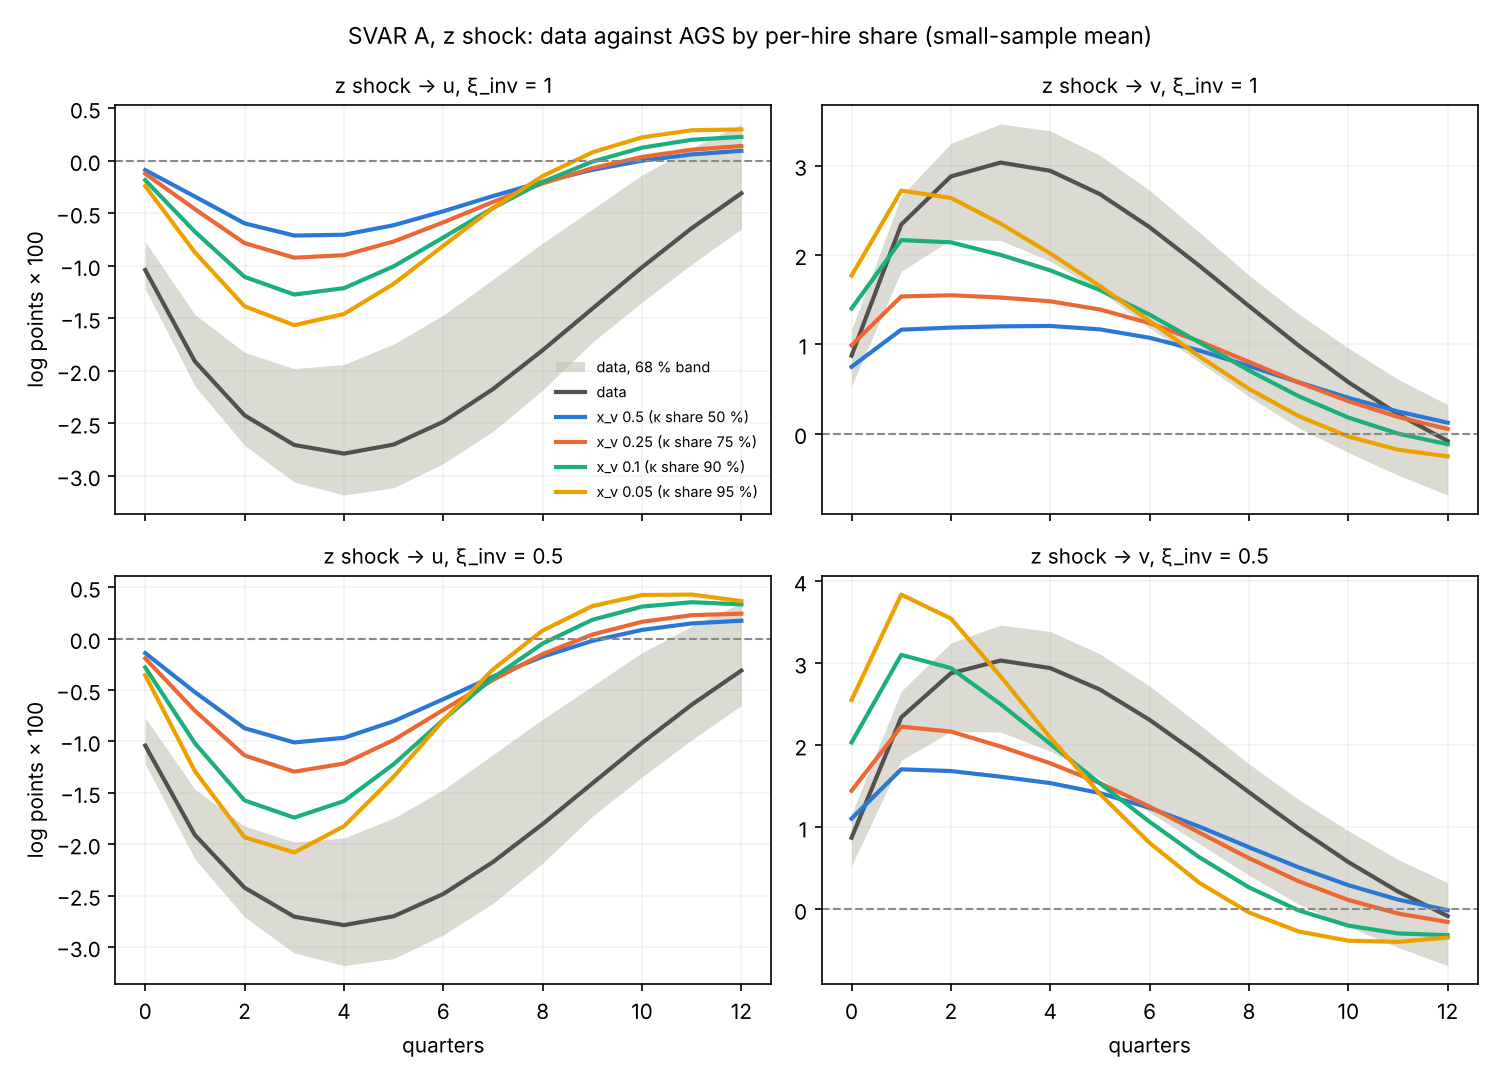 SVAR A, z shock: data against AGS by per-hire share (small-sample mean)
z shock → u, ξ_inv = 1
z shock → v, ξ_inv = 1
0.5
0.0
−0.5
−1.0
−1.5
−2.0
−2.5
−3.0
log points × 100
data, 68 % band
data
x_v 0.5 (κ share 50 %)
x_v 0.25 (κ share 75 %)
x_v 0.1 (κ share 90 %)
x_v 0.05 (κ share 95 %)
3
2
1
0
z shock → u, ξ_inv = 0.5
z shock → v, ξ_inv = 0.5
0.5
0.0
−0.5
−1.0
−1.5
−2.0
−2.5
−3.0
log points × 100
0 2 4 6 8 10 12
quarters
4
3
2
1
0
0 2 4 6 8 10 12
quarters